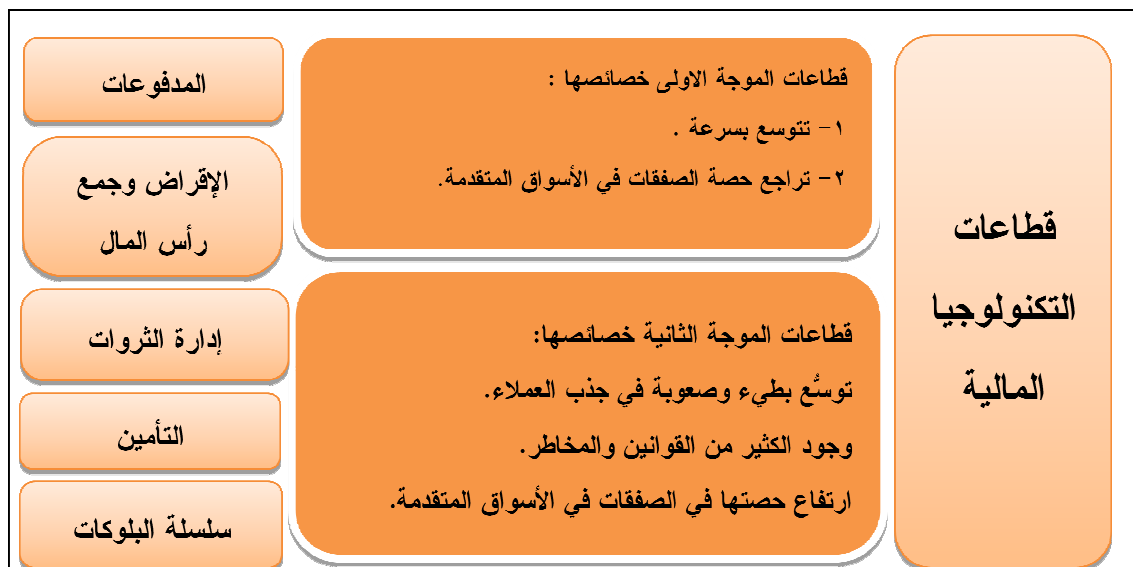 قطاعات
التكنولوجيا
المالية
قطاعات الموجة الاولى خصائصها :
١- تتوسع بسرعة .
٢- تراجع حصة الصفقات في الأسواق المتقدمة.
المدفوعات
الإقراض وجمع
رأس المال
قطاعات الموجة الثانية خصائصها:
توسُّع بطيء وصعوبة في جذب العملاء.
وجود الكثير من القوانين والمخاطر.
ارتفاع حصتها في الصفقات في الأسواق المتقدمة.
إدارة الثروات
التأمين
سلسلة البلوكات